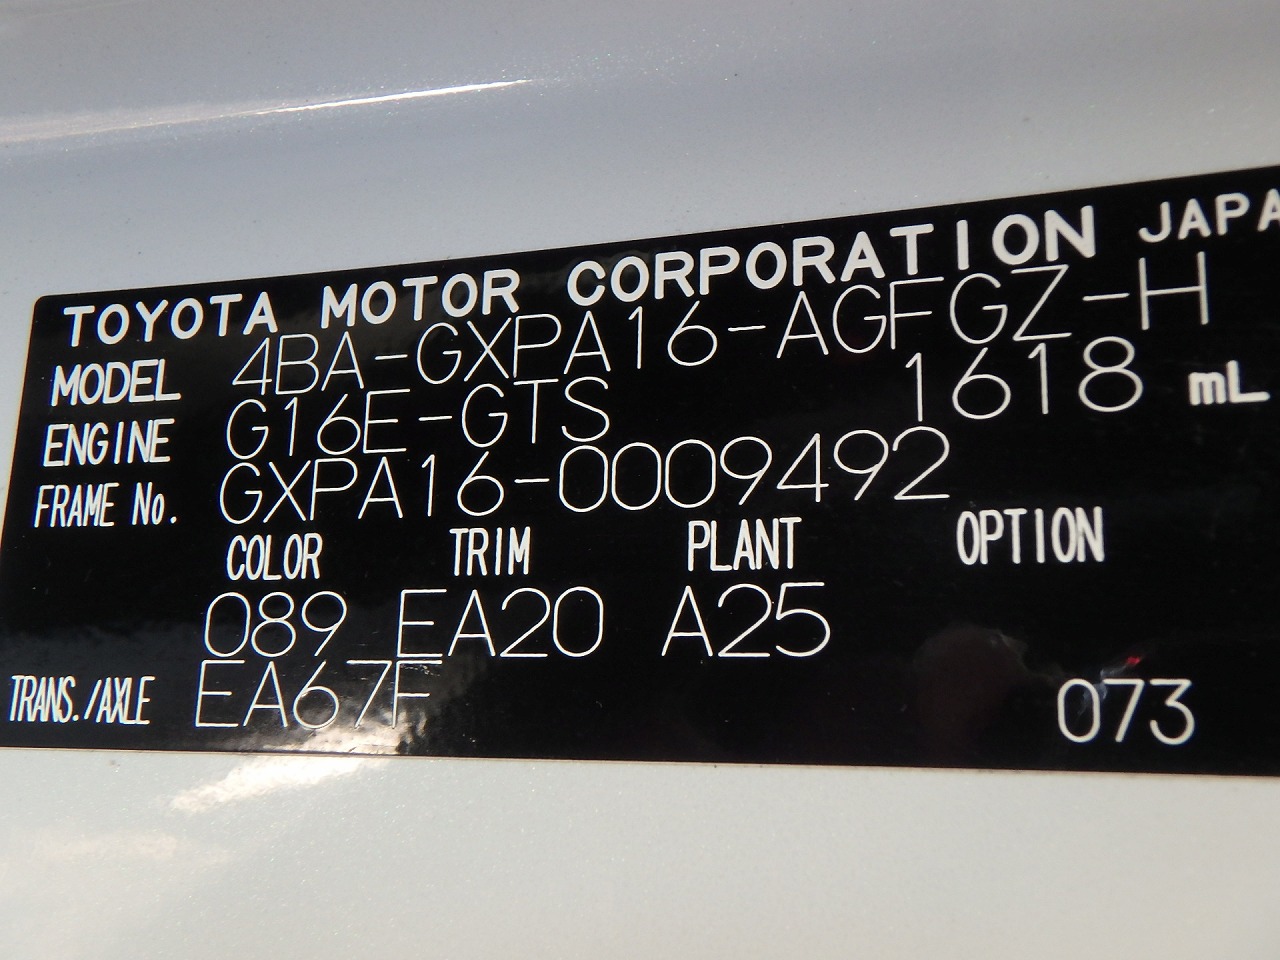 TOYOTA MOTOR CORPORATION JAPA
MODEL 4BA-GXPA16-AGFGZ-H
ENGINE G16E-GTS 1618 mL
FRAME No. GXPA16-0009492
COLOR TRIM PLANT OPTION
089 EA20 A25
TRANS./AXLE EA67F 073